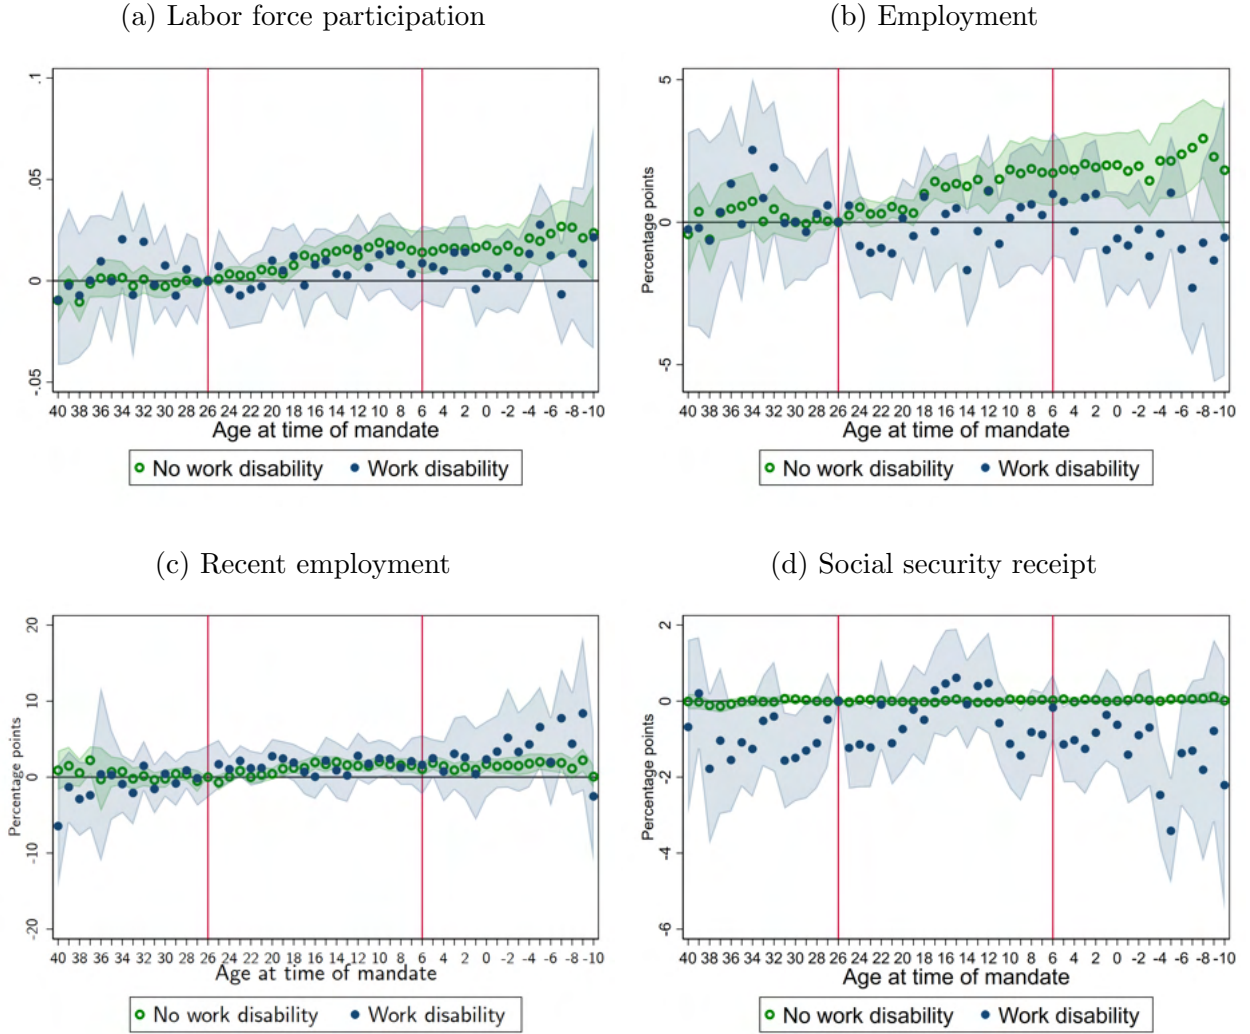 (a) Labor force participation
.1
.05
0
-.05
40 38 36 34 32 30 28 26 24 22 20 18 16 14 12 10 8 6 4 2 0 -2 -4 -6 -8 -10
Age at time of mandate
No work disability Work disability
(b) Employment
Percentage points
5
0
-5
40 38 36 34 32 30 28 26 24 22 20 18 16 14 12 10 8 6 4 2 0 -2 -4 -6 -8 -10
Age at time of mandate
No work disability Work disability
(c) Recent employment
Percentage points
20
10
0
-10
-20
40 38 36 34 32 30 28 26 24 22 20 18 16 14 12 10 8 6 4 2 0 -2 -4 -6 -8 -10
Age at time of mandate
No work disability Work disability
(d) Social security receipt
Percentage points
2
0
-2
-4
-6
40 38 36 34 32 30 28 26 24 22 20 18 16 14 12 10 8 6 4 2 0 -2 -4 -6 -8 -10
Age at time of mandate
No work disability Work disability